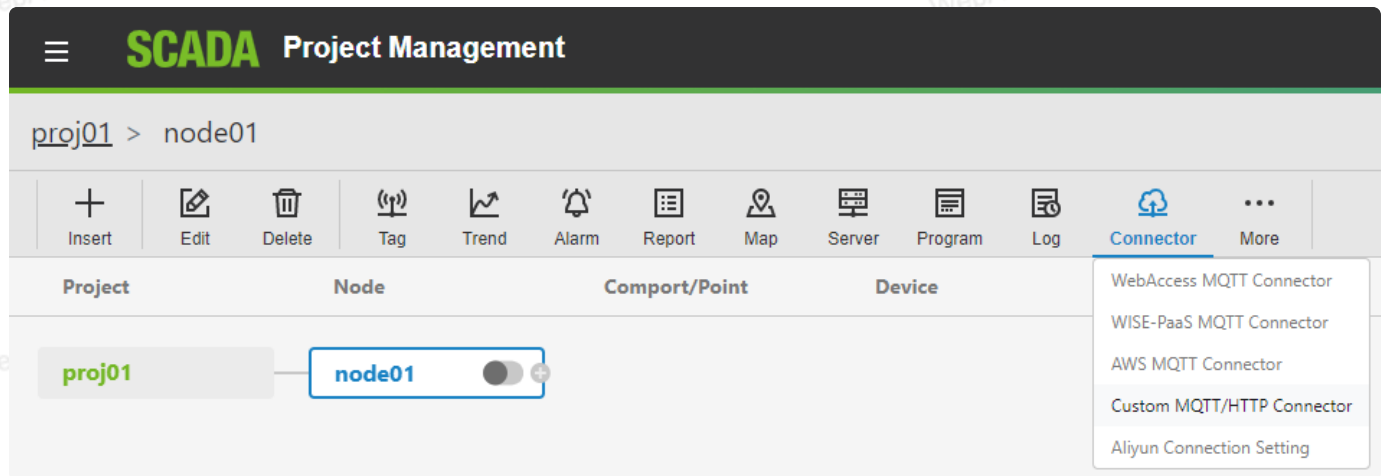 SCADA Project Management
proj01 > node01
Insert Edit Delete Tag Trend Alarm Report Map Server Program Log Connector More
Project Node Comport/Point Device
WebAccess MQTT Connector
WISE-PaaS MQTT Connector
AWS MQTT Connector
proj01 node01
Custom MQTT/HTTP Connector
Aliyun Connection Setting